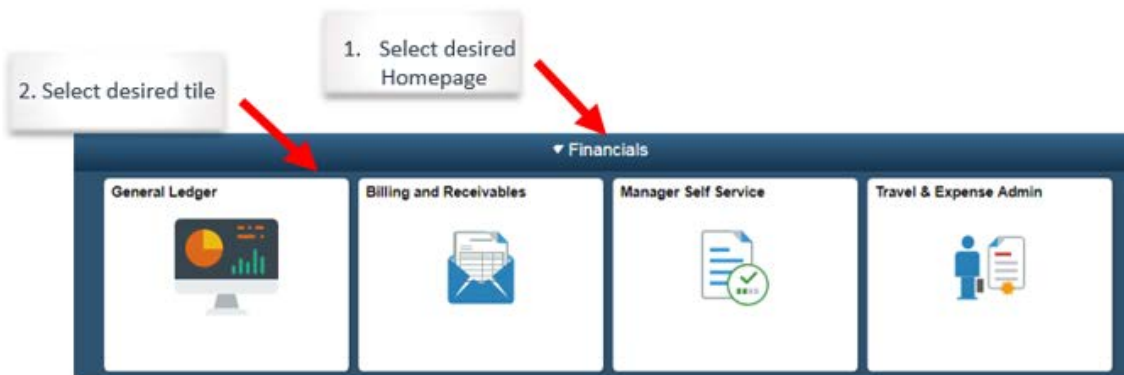 1. Select desired
Homepage
2. Select desired tile
Financials
General Ledger
Billing and Receivables
Manager Self Service
Travel & Expense Admin